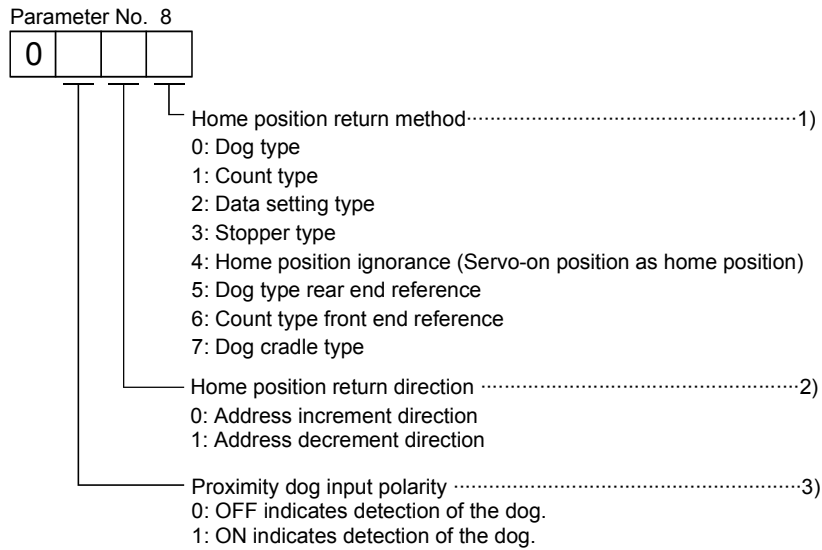 Parameter No. 8
0
Home position return method·························································1)
0: Dog type
1: Count type
2: Data setting type
3: Stopper type
4: Home position ignorance (Servo-on position as home position)
5: Dog type rear end reference
6: Count type front end reference
7: Dog cradle type
Home position return direction ······················································2)
0: Address increment direction
1: Address decrement direction
Proximity dog input polarity ···························································3)
0: OFF indicates detection of the dog.
1: ON indicates detection of the dog.